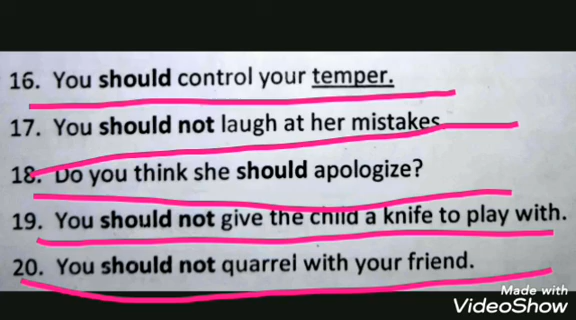 16. You should control your temper.
17. You should not laugh at her mistakes
18. Do you think she should apologize?
19. You should not give the child a knife to play with.
20. You should not quarrel with your friend.
Made with
VideoShow